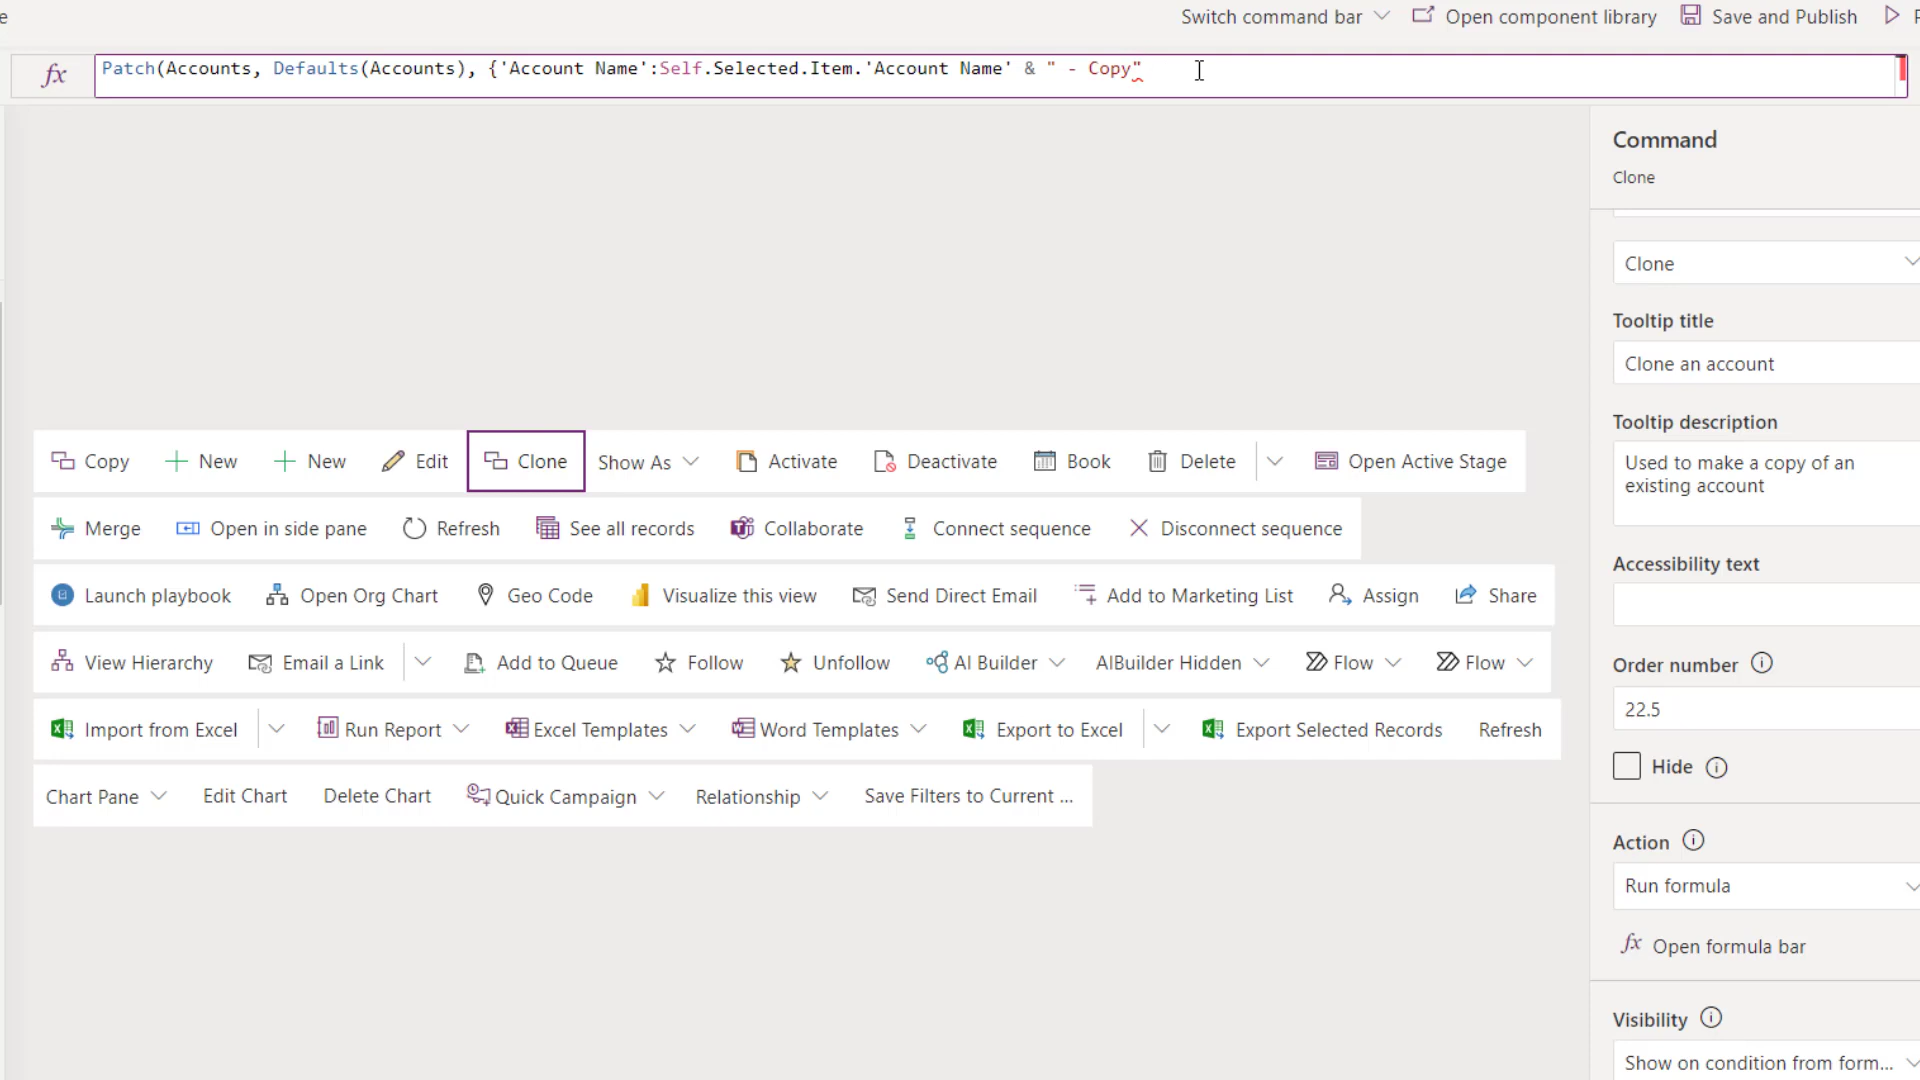 Switch command bar
Open component library
Save and Publish
fx
Patch(Accounts, Defaults(Accounts), {'Account Name':Self.Selected.Item.'Account Name' & " - Copy"
Command
Clone
Clone
Tooltip title
Clone an account
Tooltip description
Used to make a copy of an
existing account
Accessibility text
Order number
22.5
Hide
Action
Run formula
fx Open formula bar
Visibility
Show on condition from form...
Copy New New Edit Clone Show As Activate Deactivate Book Delete Open Active Stage
Merge Open in side pane Refresh See all records Collaborate Connect sequence Disconnect sequence
Launch playbook Open Org Chart Geo Code Visualize this view Send Direct Email Add to Marketing List Assign Share
View Hierarchy Email a Link Add to Queue Follow Unfollow AI Builder AIBuilder Hidden Flow Flow
Import from Excel Run Report Excel Templates Word Templates Export to Excel Export Selected Records Refresh
Chart Pane Edit Chart Delete Chart Quick Campaign Relationship Save Filters to Current ...